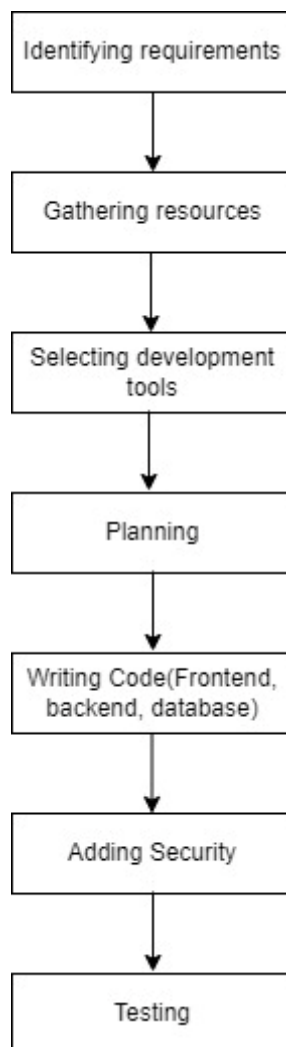 Identifying requirements
Gathering resources
Selecting development
tools
Planning
Writing Code(Frontend,
backend, database)
Adding Security
Testing